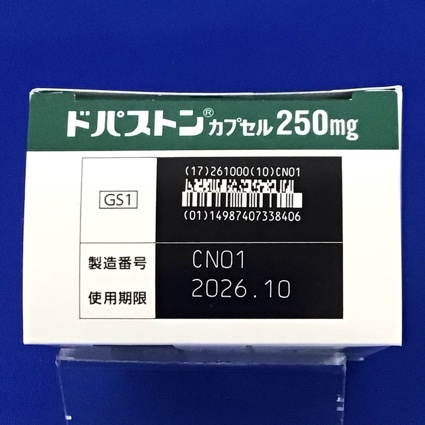 ドパストン®カプセル250mg
(17)261000(10)CN01
GS1
(01)14987407338406
製造番号 CN01
使用期限 2026.10